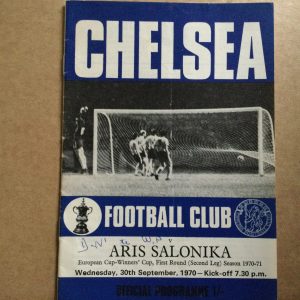 CHELSEA
FOOTBALL CLUB
ARIS SALONIKA
European Cup-Winners' Cup, First Round (Second Leg) Season 1970-71
Wednesday, 30th September, 1970—Kick-off 7.30 p.m.
OFFICIAL PROGRAMME 1/-